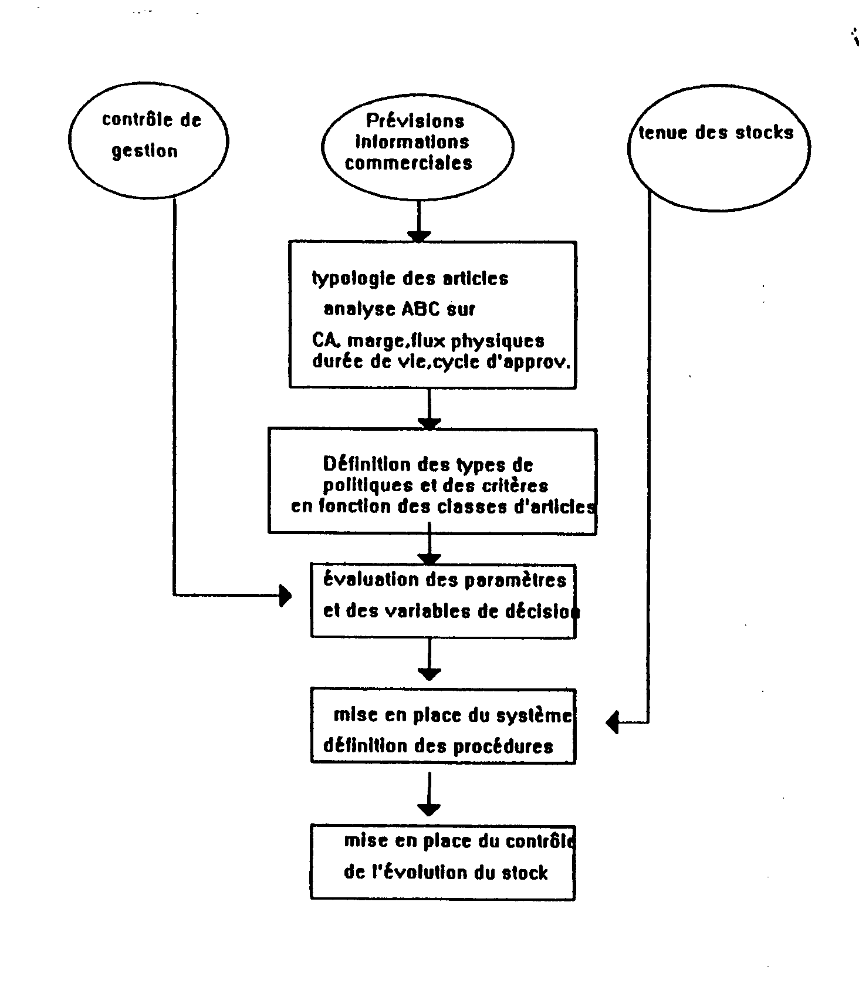 contrôle de
gestion
Prévisions
informations
commerciales
tenue des stocks
typologie des articles
analyse ABC sur
CA, marge,flux physiques
durée de vie,cycle d'approv.
Définition des types de
politiques et des critères
en fonction des classes d'articles
évaluation des paramètres
et des variables de décision
mise en place du système
définition des procédures
mise en place du contrôle
de l'évolution du stock